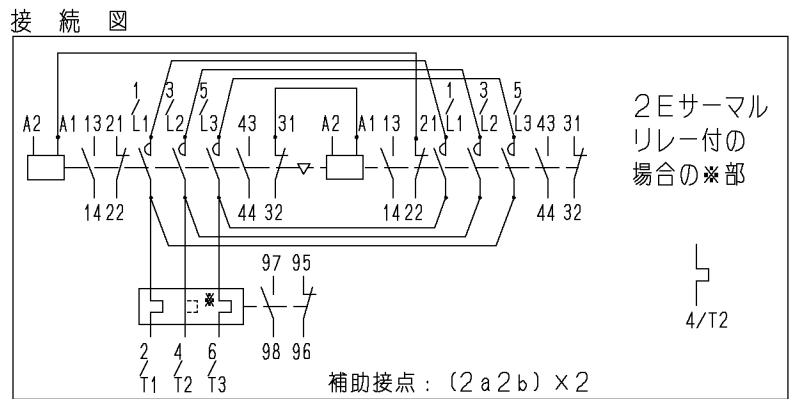 接続図
1/L1 3/L2 5/L3 1/L1 3/L2 5/L3
A2 A1 13 21 43 31 A2 A1 13 21 43 31
14 22 44 32 14 22 44 32
97 95
※
98 96
2/T1 4/T2 6/T3
補助接点：（2a2b）×2
2Eサーマル
リレー付の
場合の※部
4/T2